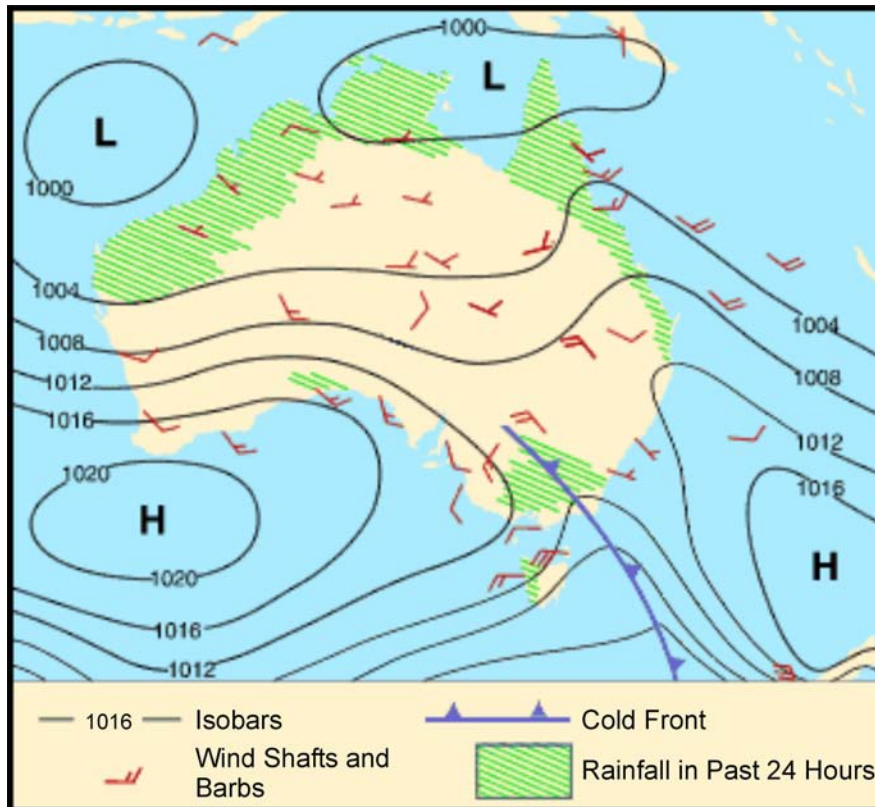 1000
L
L
1000
1004
1004
1008
1008
1012
1012
1016
1020
1016
H
H
1020
1016
1012
1016 Isobars
Cold Front
Wind Shafts and
Barbs
Rainfall in Past 24 Hours